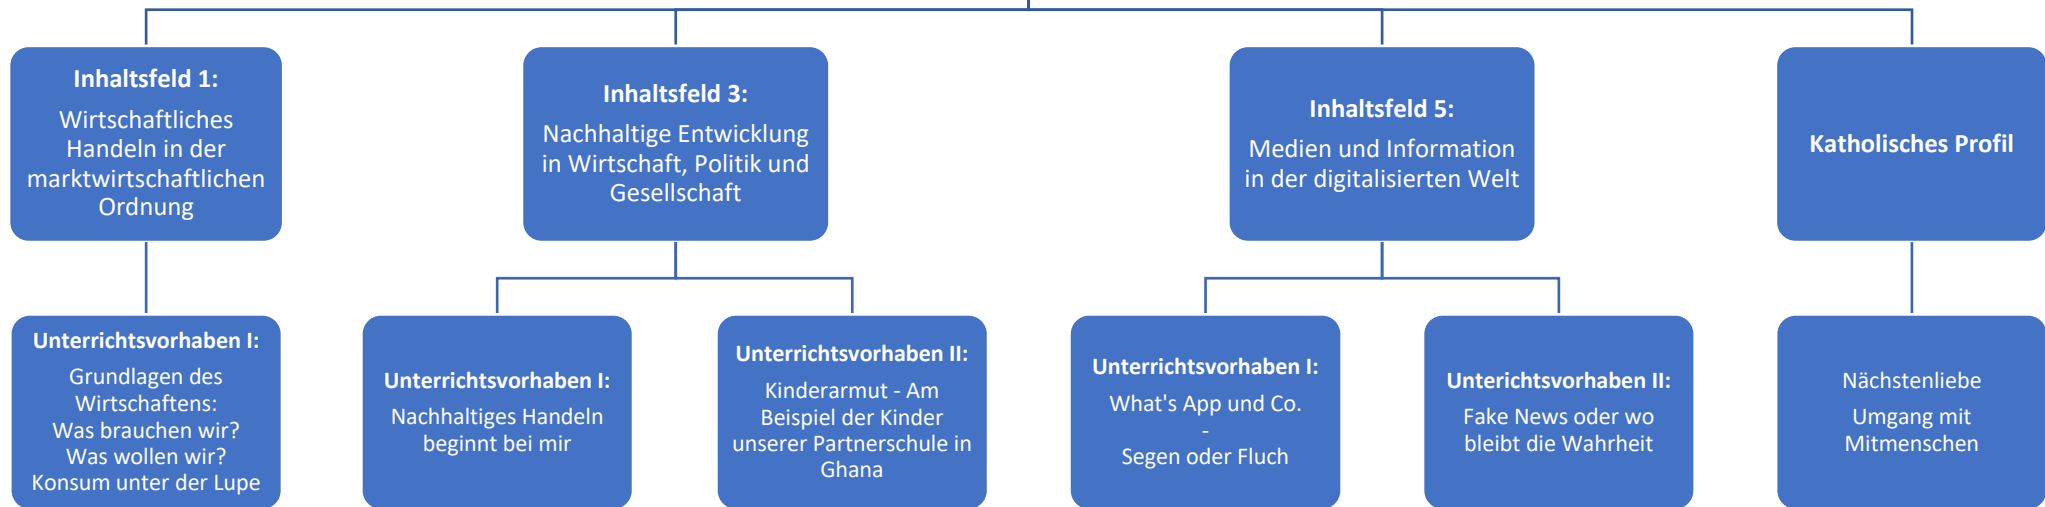 Inhaltsfeld 1:
Wirtschaftliches
Handeln in der
marktwirtschaftlichen
Ordnung
Inhaltsfeld 3:
Nachhaltige Entwicklung
in Wirtschaft, Politik und
Gesellschaft
Inhaltsfeld 5:
Medien und Information
in der digitalisierten Welt
Katholisches Profil
Unterrichtsvorhaben I:
Grundlagen des
Wirtschaftens:
Was brauchen wir?
Was wollen wir?
Konsum unter der Lupe
Unterrichtsvorhaben I:
Nachhaltiges Handeln
beginnt bei mir
Unterrichtsvorhaben II:
Kinderarmut - Am
Beispiel der Kinder
unserer Partnerschule in
Ghana
Unterrichtsvorhaben I:
What's App und Co.
-
Segen oder Fluch
Unterichtsvorhaben II:
Fake News oder wo
bleibt die Wahrheit
Nächstenliebe
Umgang mit
Mitmenschen